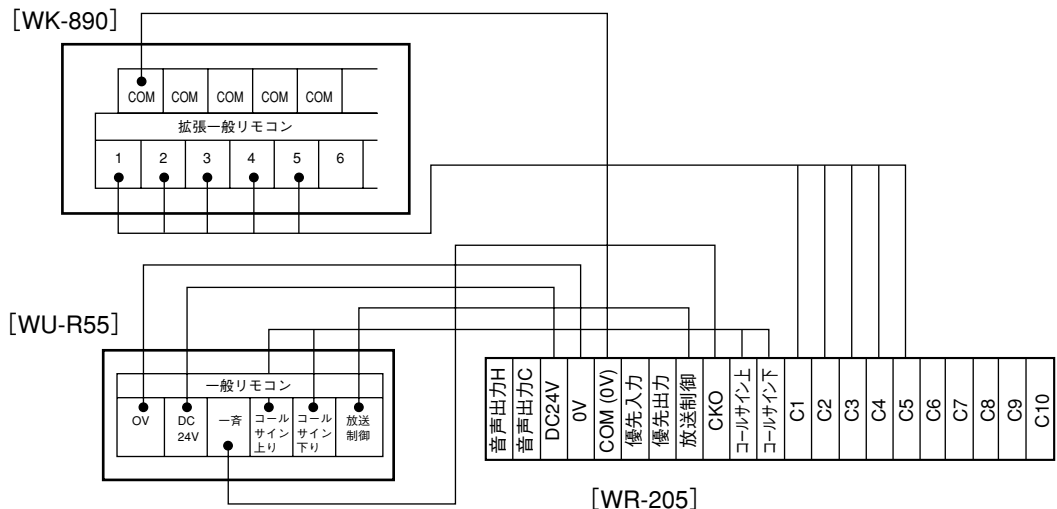 [WK-890]
COM COM COM COM COM
拡張一般リモコン
1 2 3 4 5 6
[WU-R55]
一般リモコン
0V
DC
24V
一斉
コール
サイン
上り
コール
サイン
下り
放送
制御
音声出力H
音声出力C
DC24V
0V
COM (0V)
優先入力
優先出力
放送制御
CKO
コールサイン上
コールサイン下
C1
C2
C3
C4
C5
C6
C7
C8
C9
C10
[WR-205]